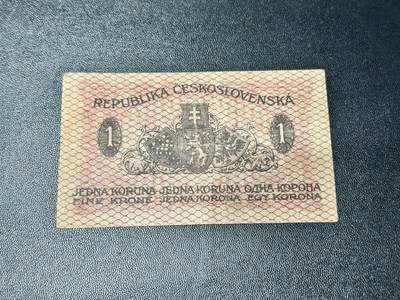 REPUBLIKA ČESKOSLOVENSKÁ
1 1
JEDNA KORUNA JEDNA KORUNA ОДНА КОРОНА
EINE KRONE JEDNA KORONA EGY KORONA